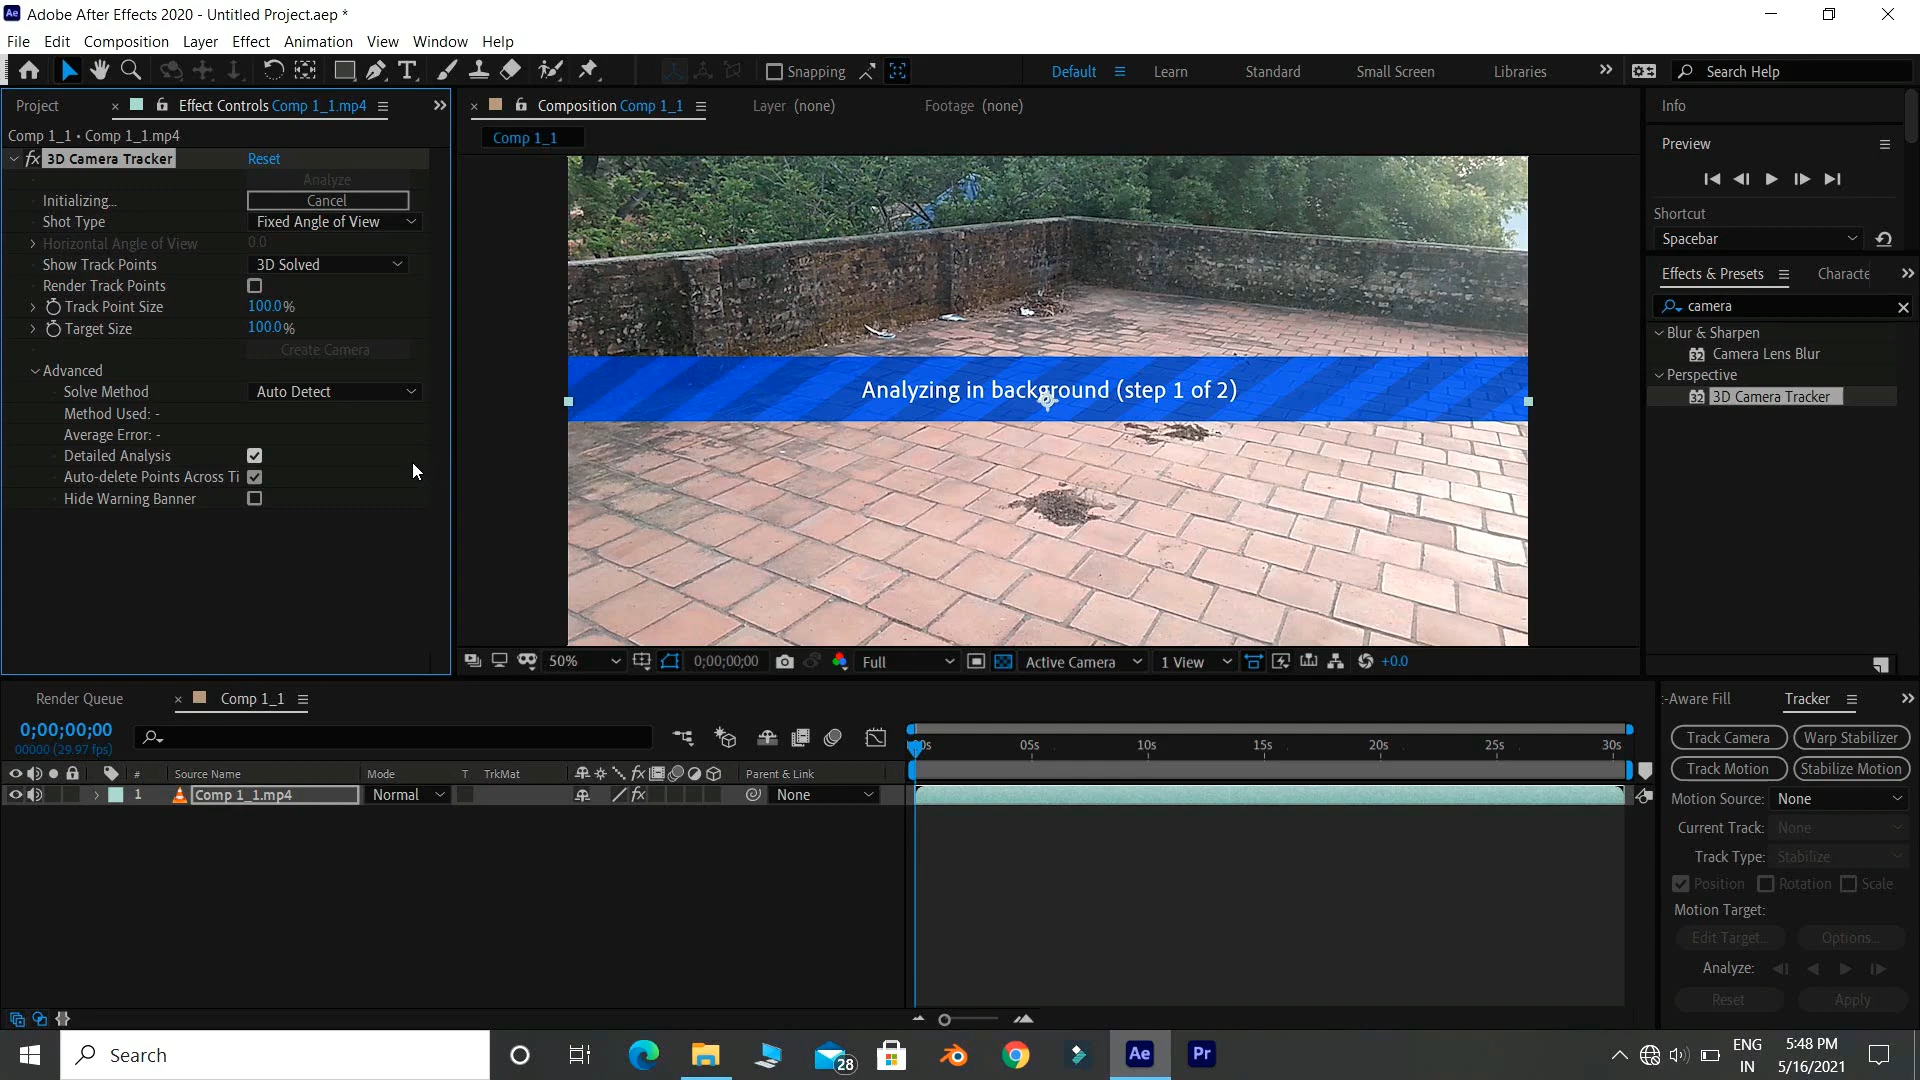 Ae Adobe After Effects 2020 - Untitled Project.aep *
File Edit Composition Layer Effect Animation View Window Help
Snapping Default Learn Standard Small Screen Libraries Search Help
Project Effect Controls Comp 1_1.mp4
Comp 1_1 • Comp 1_1.mp4
fx 3D Camera Tracker Reset
Analyze
Initializing... Cancel
Shot Type Fixed Angle of View
Horizontal Angle of View 0.0
Show Track Points 3D Solved
Render Track Points
Track Point Size 100.0%
Target Size 100.0%
Create Camera
Advanced
Solve Method Auto Detect
Method Used: -
Average Error: -
Detailed Analysis
Auto-delete Points Across Ti
Hide Warning Banner
Composition Comp 1_1 Layer (none) Footage (none)
Comp 1_1
Analyzing in background (step 1 of 2)
50% 0;00;00;00 Full Active Camera 1 View +0.0
Info
Preview
Shortcut
Spacebar
Effects & Presets Characte
camera
Blur & Sharpen
32 Camera Lens Blur
Perspective
32 3D Camera Tracker
Render Queue Comp 1_1
0;00;00;00
00000 (29.97 fps)
05s 10s 15s 20s 25s 30s
# Source Name Mode T TrkMat fx Parent & Link
1 Comp 1_1.mp4 Normal fx None
:-Aware Fill Tracker
Track Camera Warp Stabilizer
Track Motion Stabilize Motion
Motion Source: None
Current Track: None
Track Type: Stabilize
Position Rotation Scale
Motion Target:
Edit Target... Options...
Analyze:
Reset Apply
Search 28 Ae Pr
ENG
IN
5:48 PM
5/16/2021